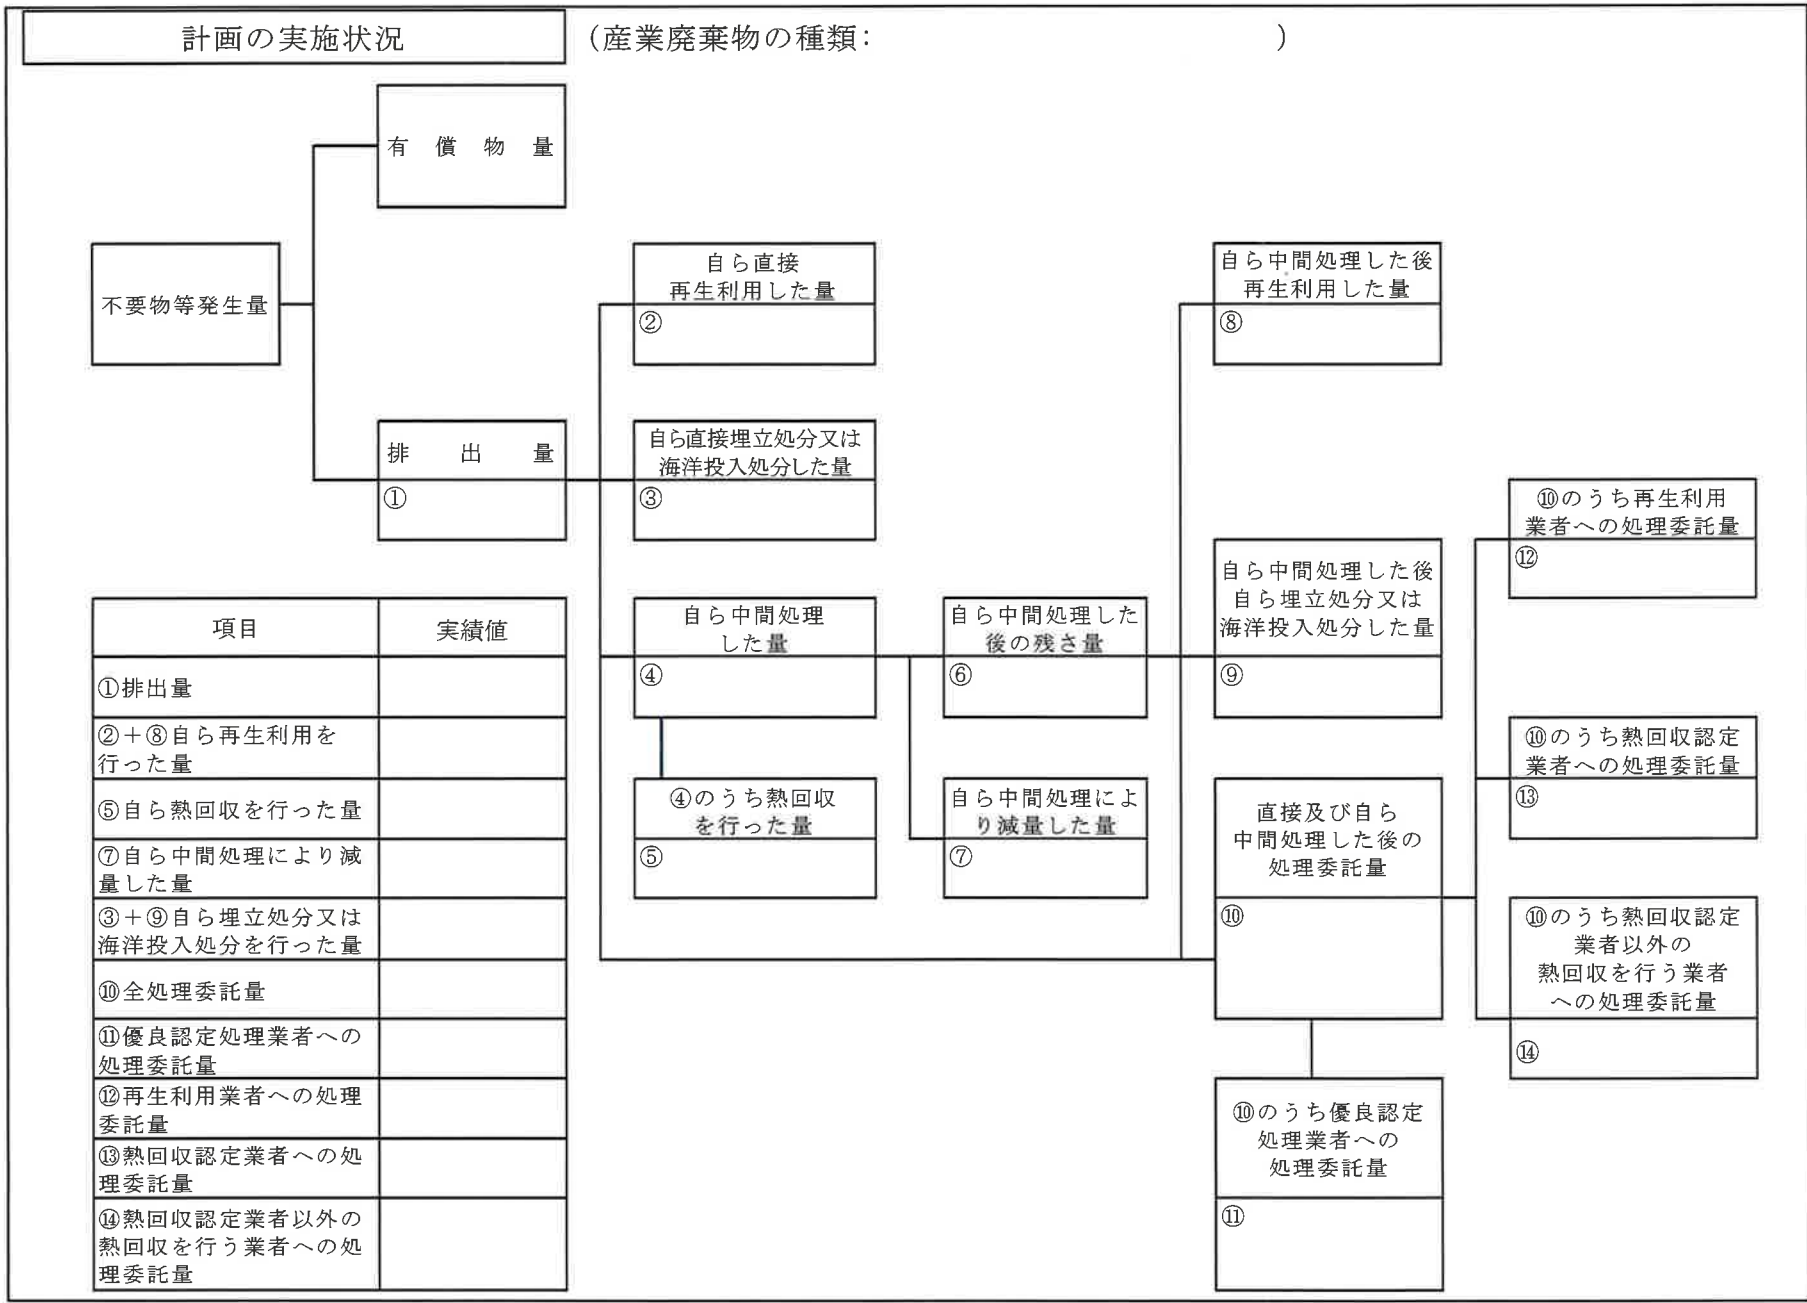 計画の実施状況
(産業廃棄物の種類: )
有償物量
不要物等発生量
排出量
①
自ら直接
再生利用した量
②
自ら直接埋立処分又は
海洋投入処分した量
③
自ら中間処理
した量
④
④のうち熱回収
を行った量
⑤
自ら中間処理した
後の残さ量
⑥
自ら中間処理によ
り減量した量
⑦
自ら中間処理した後
再生利用した量
⑧
自ら中間処理した後
自ら埋立処分又は
海洋投入処分した量
⑨
直接及び自ら
中間処理した後の
処理委託量
⑩
⑩のうち優良認定
処理業者への
処理委託量
⑪
⑩のうち再生利用
業者への処理委託量
⑫
⑩のうち熱回収認定
業者への処理委託量
⑬
⑩のうち熱回収認定
業者以外の
熱回収を行う業者
への処理委託量
⑭
項目 実績値
①排出量
②+⑧自ら再生利用を
行った量
⑤自ら熱回収を行った量
⑦自ら中間処理により減
量した量
③+⑨自ら埋立処分又は
海洋投入処分を行った量
⑩全処理委託量
⑪優良認定処理業者への
処理委託量
⑫再生利用業者への処理
委託量
⑬熱回収認定業者への処
理委託量
⑭熱回収認定業者以外の
熱回収を行う業者への処
理委託量